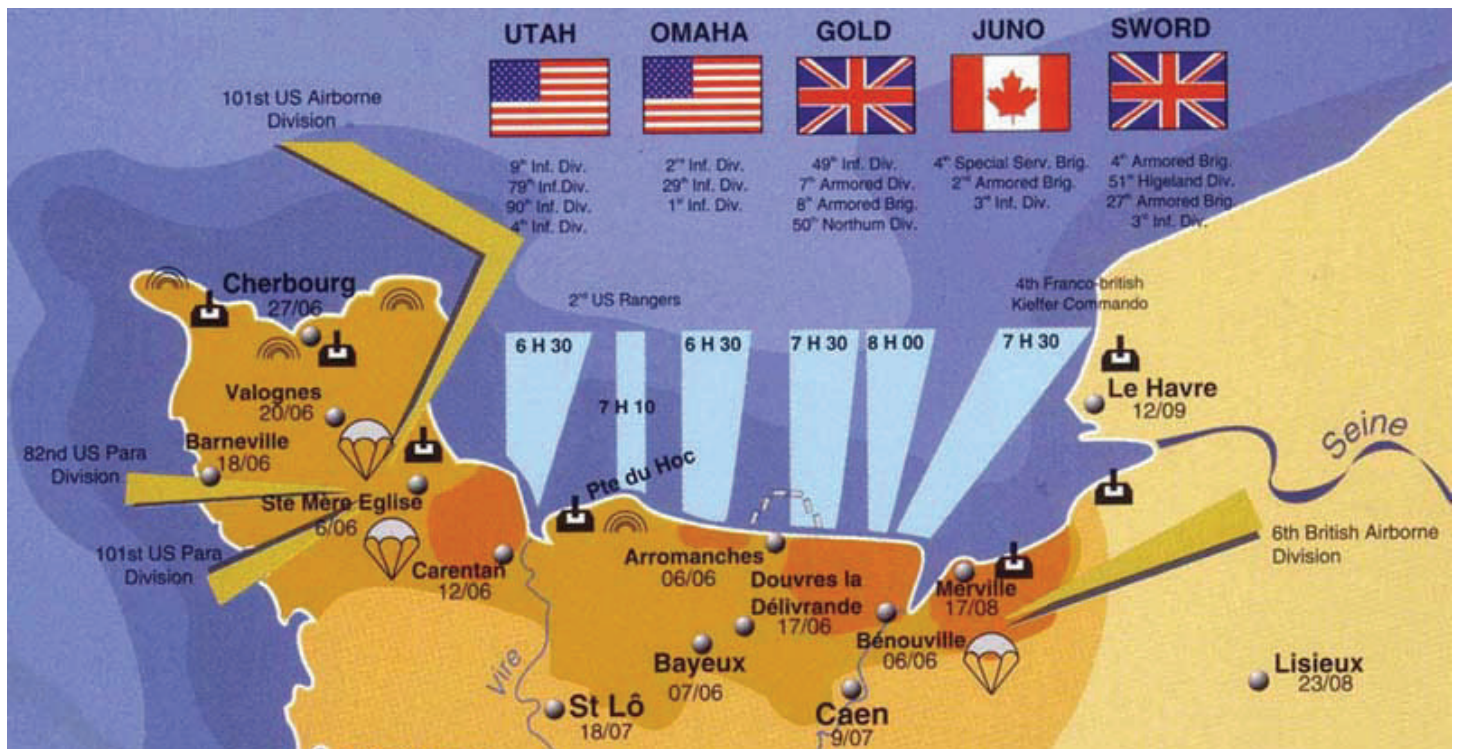 UTAH
OMAHA
GOLD
JUNO
SWORD
101st US Airborne
Division
9th Inf. Div.
79th Inf.Div.
90th Inf. Div.
4th Inf. Div.
2nd Inf. Div.
29th Inf. Div.
1st Inf. Div.
49th Inf. Div.
7th Armored Div.
8th Armored Brig.
50th Northum Div.
4th Special Serv. Brig.
2nd Armored Brig.
3rd Inf. Div.
4th Armored Brig.
51st Higeland Div.
27th Armored Brig.
3rd Inf. Div.
Cherbourg
27/06
2nd US Rangers
4th Franco-british
Kieffer Commando
6 H 30
7 H 10
6 H 30
7 H 30
8 H 00
7 H 30
Le Havre
12/09
Valognes
20/06
Barneville
18/06
82nd US Para
Division
Ste Mère Eglise
6/06
101st US Para
Division
Pte du Hoc
Seine
6th British Airborne
Division
Carentan
12/06
Arromanches
06/06
Douvres la
Délivrande
17/06
Merville
17/08
Bénouville
06/06
Bayeux
07/06
Vire
St Lô
18/07
Caen
9/07
Lisieux
23/08